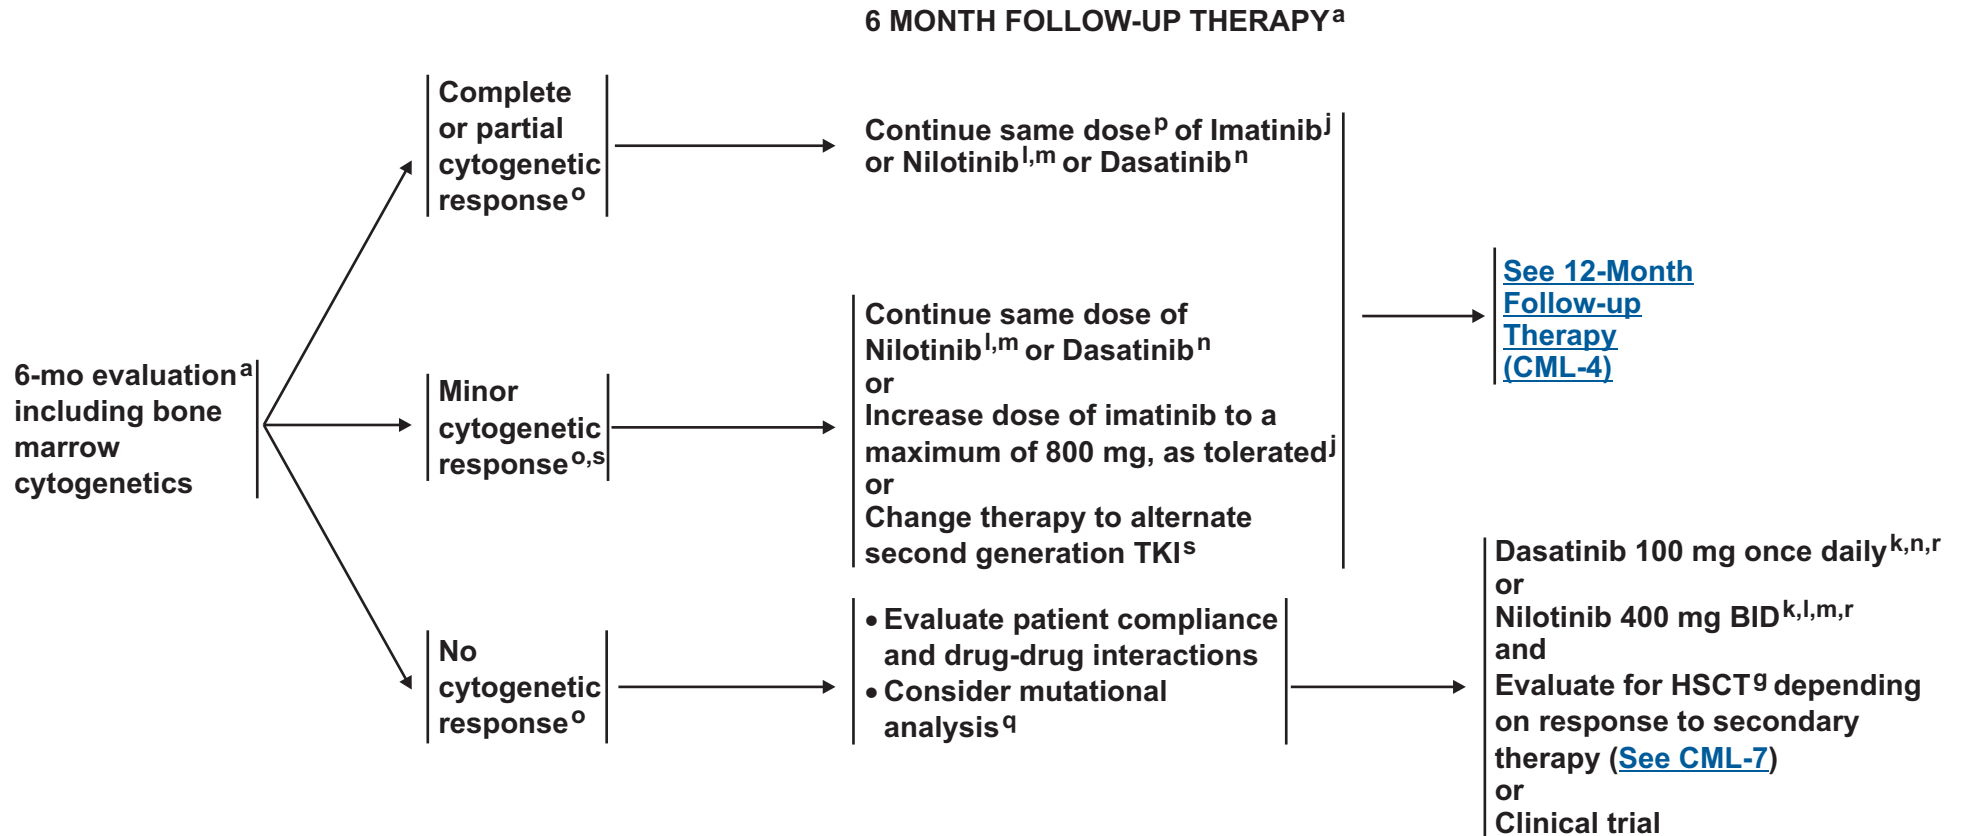 6 MONTH FOLLOW-UP THERAPYa
6-mo evaluationa
including bone
marrow
cytogenetics
Complete
or partial
cytogenetic
responseo
Continue same dosep of Imatinibj
or Nilotinibl,m or Dasatinibn
Minor
cytogenetic
responseo,s
Continue same dose of
Nilotinibl,m or Dasatinibn
or
Increase dose of imatinib to a
maximum of 800 mg, as toleratedj
or
Change therapy to alternate
second generation TKIs
See 12-Month
Follow-up
Therapy
(CML-4)
No
cytogenetic
responseo
• Evaluate patient compliance
and drug-drug interactions
• Consider mutational
analysisq
Dasatinib 100 mg once dailyk,n,r
or
Nilotinib 400 mg BIDk,l,m,r
and
Evaluate for HSCTg depending
on response to secondary
therapy (See CML-7)
or
Clinical trial